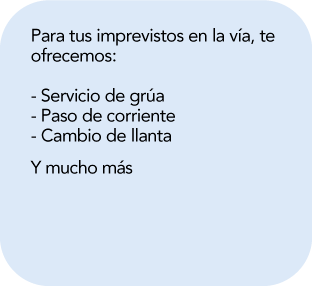 Para tus imprevistos en la vía, te
ofrecemos:
- Servicio de grúa
- Paso de corriente
- Cambio de llanta
Y mucho más